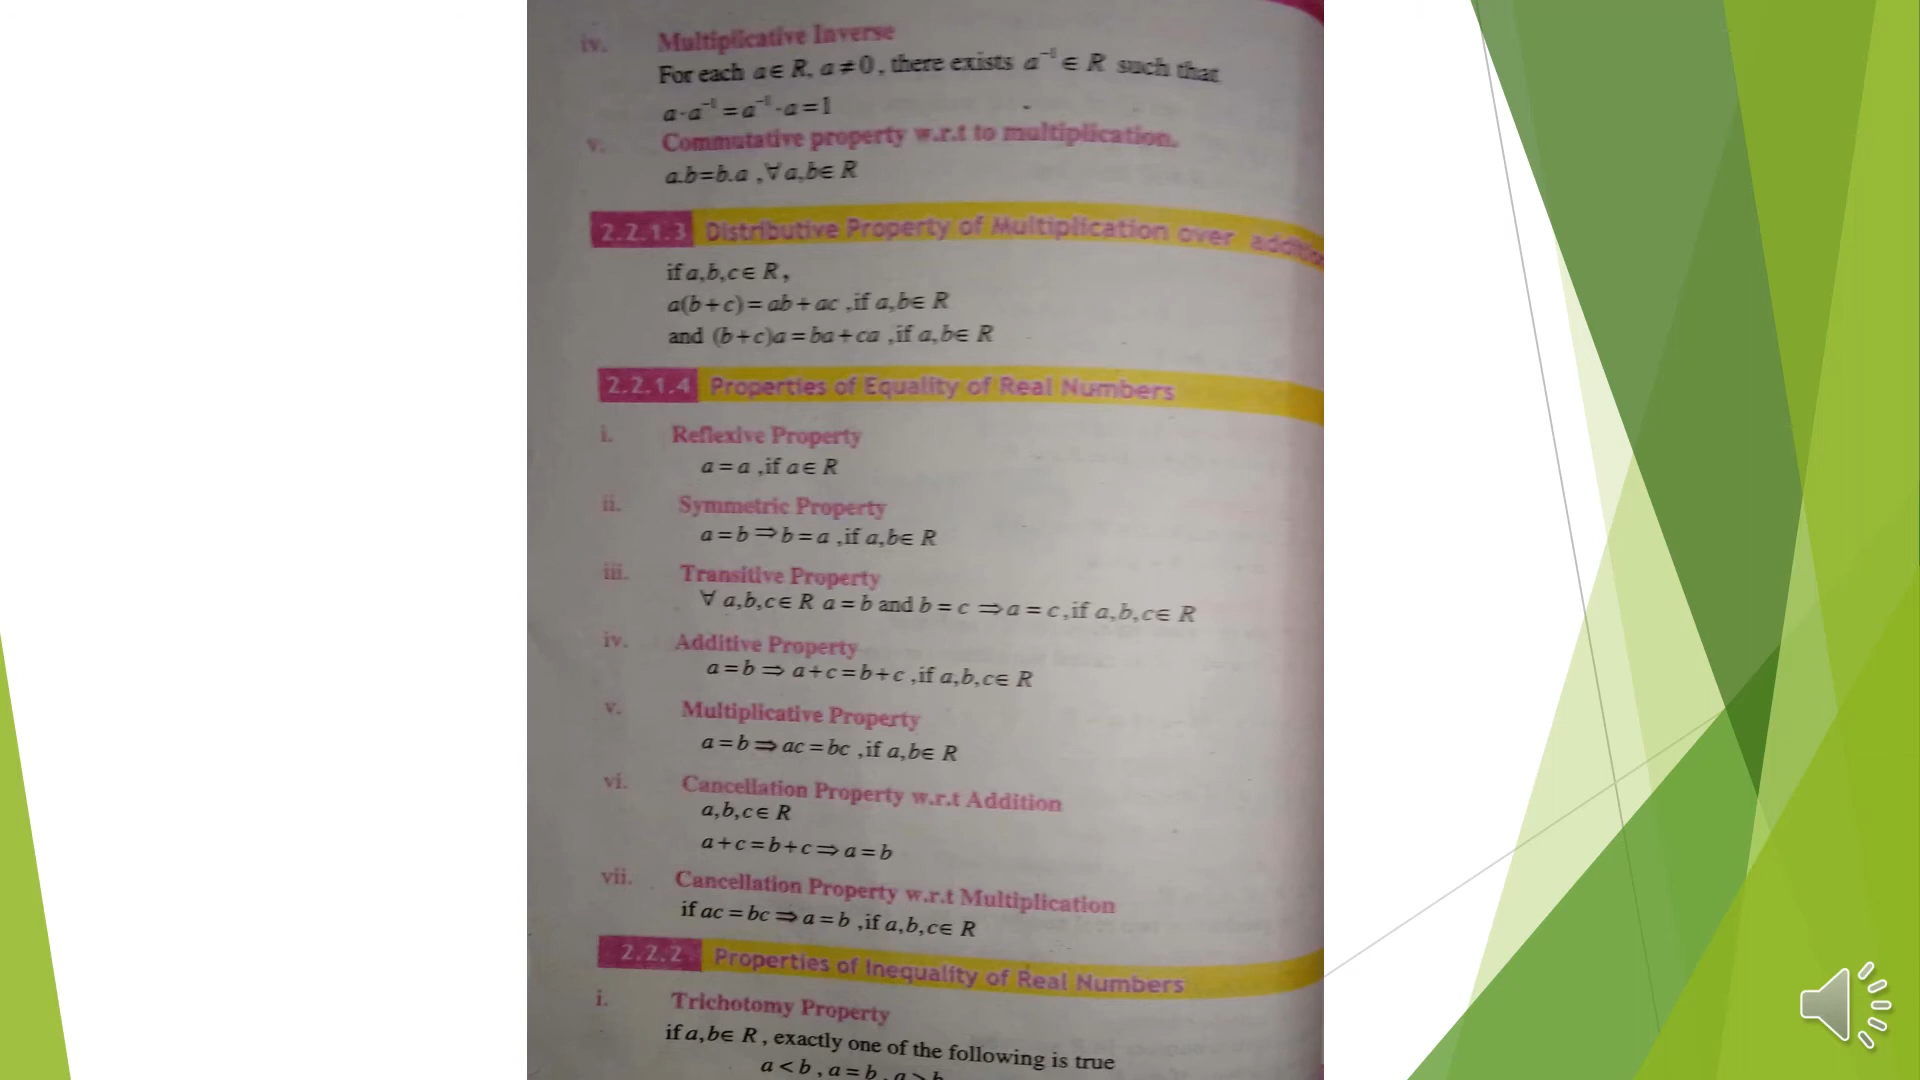 iv. Multiplicative Inverse
For each a∈ R, a≠0, there exists a⁻¹∈ R such that
a·a⁻¹=a⁻¹·a=1
v. Commutative property w.r.t to multiplication.
a.b=b.a ,∀a,b∈ R
2.2.1.3 Distributive Property of Multiplication over addition
if a,b,c∈ R,
a(b+c)=ab+ac ,if a,b∈ R
and (b+c)a=ba+ca ,if a,b∈ R
2.2.1.4 Properties of Equality of Real Numbers
i. Reflexive Property
a=a ,if a∈ R
ii. Symmetric Property
a=b⇒b=a ,if a,b∈ R
iii. Transitive Property
∀ a,b,c∈ R a=b and b=c ⇒a=c,if a,b,c∈ R
iv. Additive Property
a=b⇒ a+c=b+c ,if a,b,c∈ R
v. Multiplicative Property
a=b⇒ac=bc ,if a,b∈ R
vi. Cancellation Property w.r.t Addition
a,b,c∈ R
a+c=b+c⇒a=b
vii. Cancellation Property w.r.t Multiplication
if ac=bc⇒a=b ,if a,b,c∈ R
2.2.2 Properties of Inequality of Real Numbers
i. Trichotomy Property
if a,b∈ R, exactly one of the following is true
a<b, a=b, a>b